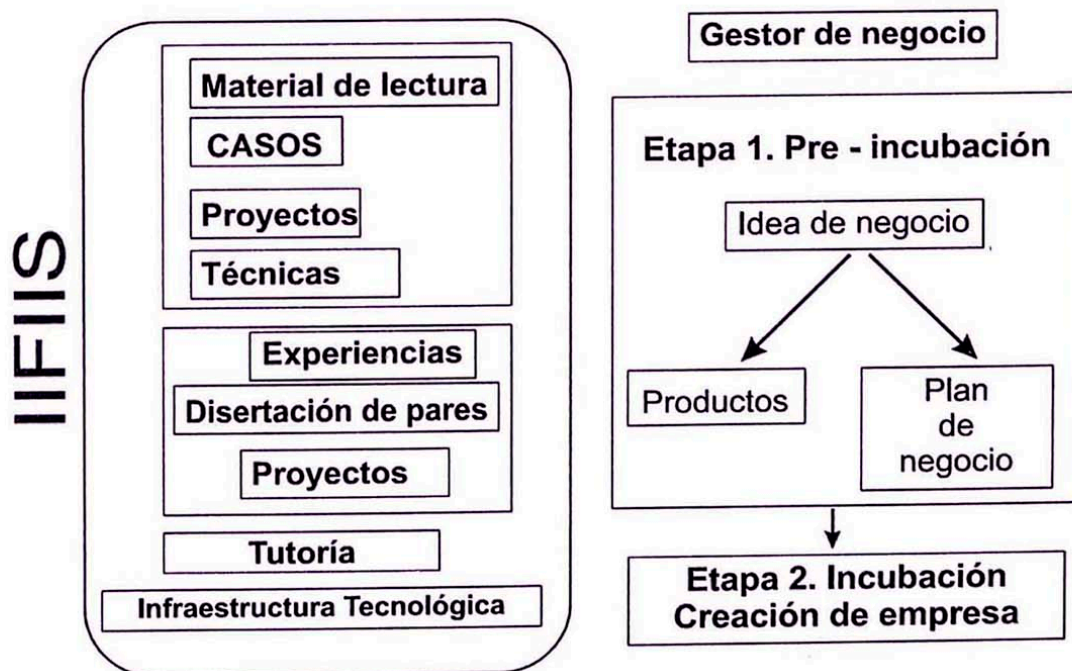 IIFIIS
Material de lectura
CASOS
Proyectos
Técnicas
Experiencias
Disertación de pares
Proyectos
Tutoría
Infraestructura Tecnológica
Gestor de negocio
Etapa 1. Pre - incubación
Idea de negocio
Productos
Plan
de
negocio
Etapa 2. Incubación
Creación de empresa